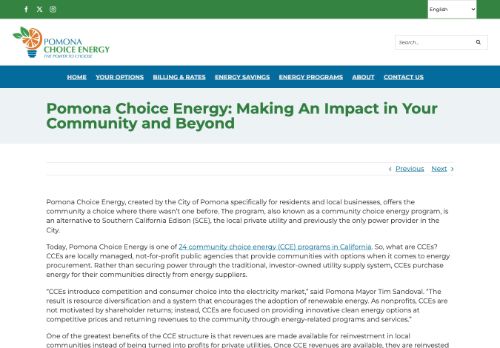 English
POMONA
CHOICE ENERGY
THE POWER TO CHOOSE
Search...
HOME YOUR OPTIONS BILLING & RATES ENERGY SAVINGS ENERGY PROGRAMS ABOUT CONTACT US
Pomona Choice Energy: Making An Impact in Your
Community and Beyond
Previous Next
Pomona Choice Energy, created by the City of Pomona specifically for residents and local businesses, offers the
community a choice where there wasn't one before. The program, also known as a community choice energy program, is
an alternative to Southern California Edison (SCE), the local private utility and previously the only power provider in the
City.
Today, Pomona Choice Energy is one of 24 community choice energy (CCE) programs in California. So, what are CCEs?
CCEs are locally managed, not-for-profit public agencies that provide communities with options when it comes to energy
procurement. Rather than securing power through the traditional, investor-owned utility supply system, CCEs purchase
energy for their communities directly from energy suppliers.
"CCEs introduce competition and consumer choice into the electricity market," said Pomona Mayor Tim Sandoval. "The
result is resource diversification and a system that encourages the adoption of renewable energy. As nonprofits, CCEs are
not motivated by shareholder returns; instead, CCEs are focused on providing innovative clean energy options at
competitive prices and returning revenues to the community through energy-related programs and services."
One of the greatest benefits of the CCE structure is that revenues are made available for reinvestment in local
communities instead of being turned into profits for private utilities. Once CCE revenues are available, they are reinvested